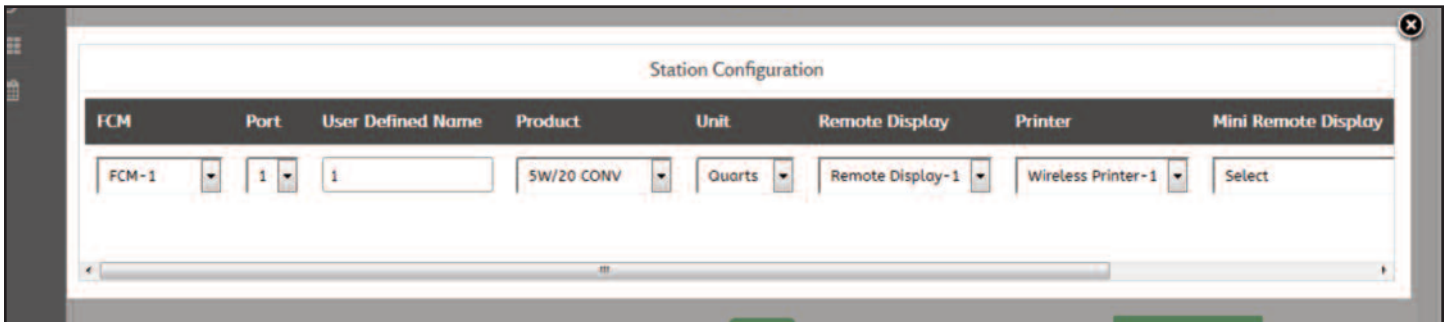 Station Configuration
FCM Port User Defined Name Product Unit Remote Display Printer Mini Remote Display
FCM-1 1 1 5W/20 CONV Quarts Remote Display-1 Wireless Printer-1 Select